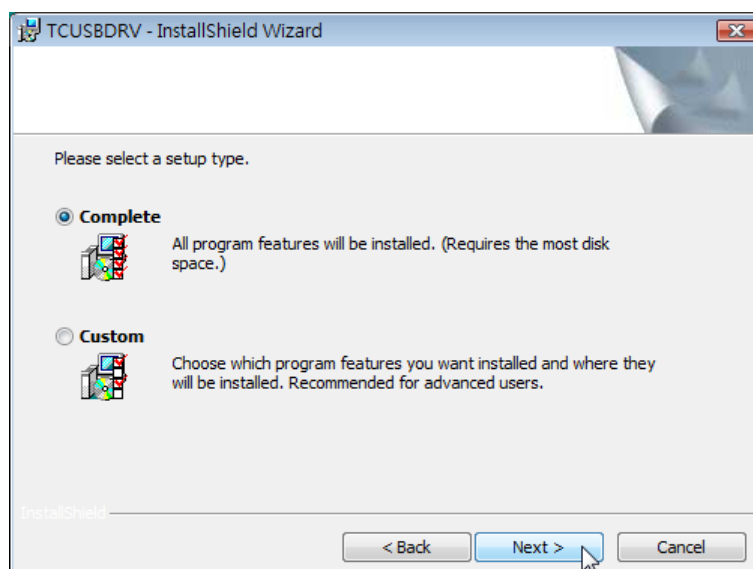 TCUSBDRV - InstallShield Wizard
Please select a setup type.
Complete
All program features will be installed. (Requires the most disk
space.)
Custom
Choose which program features you want installed and where they
will be installed. Recommended for advanced users.
InstallShield
< Back
Next >
Cancel